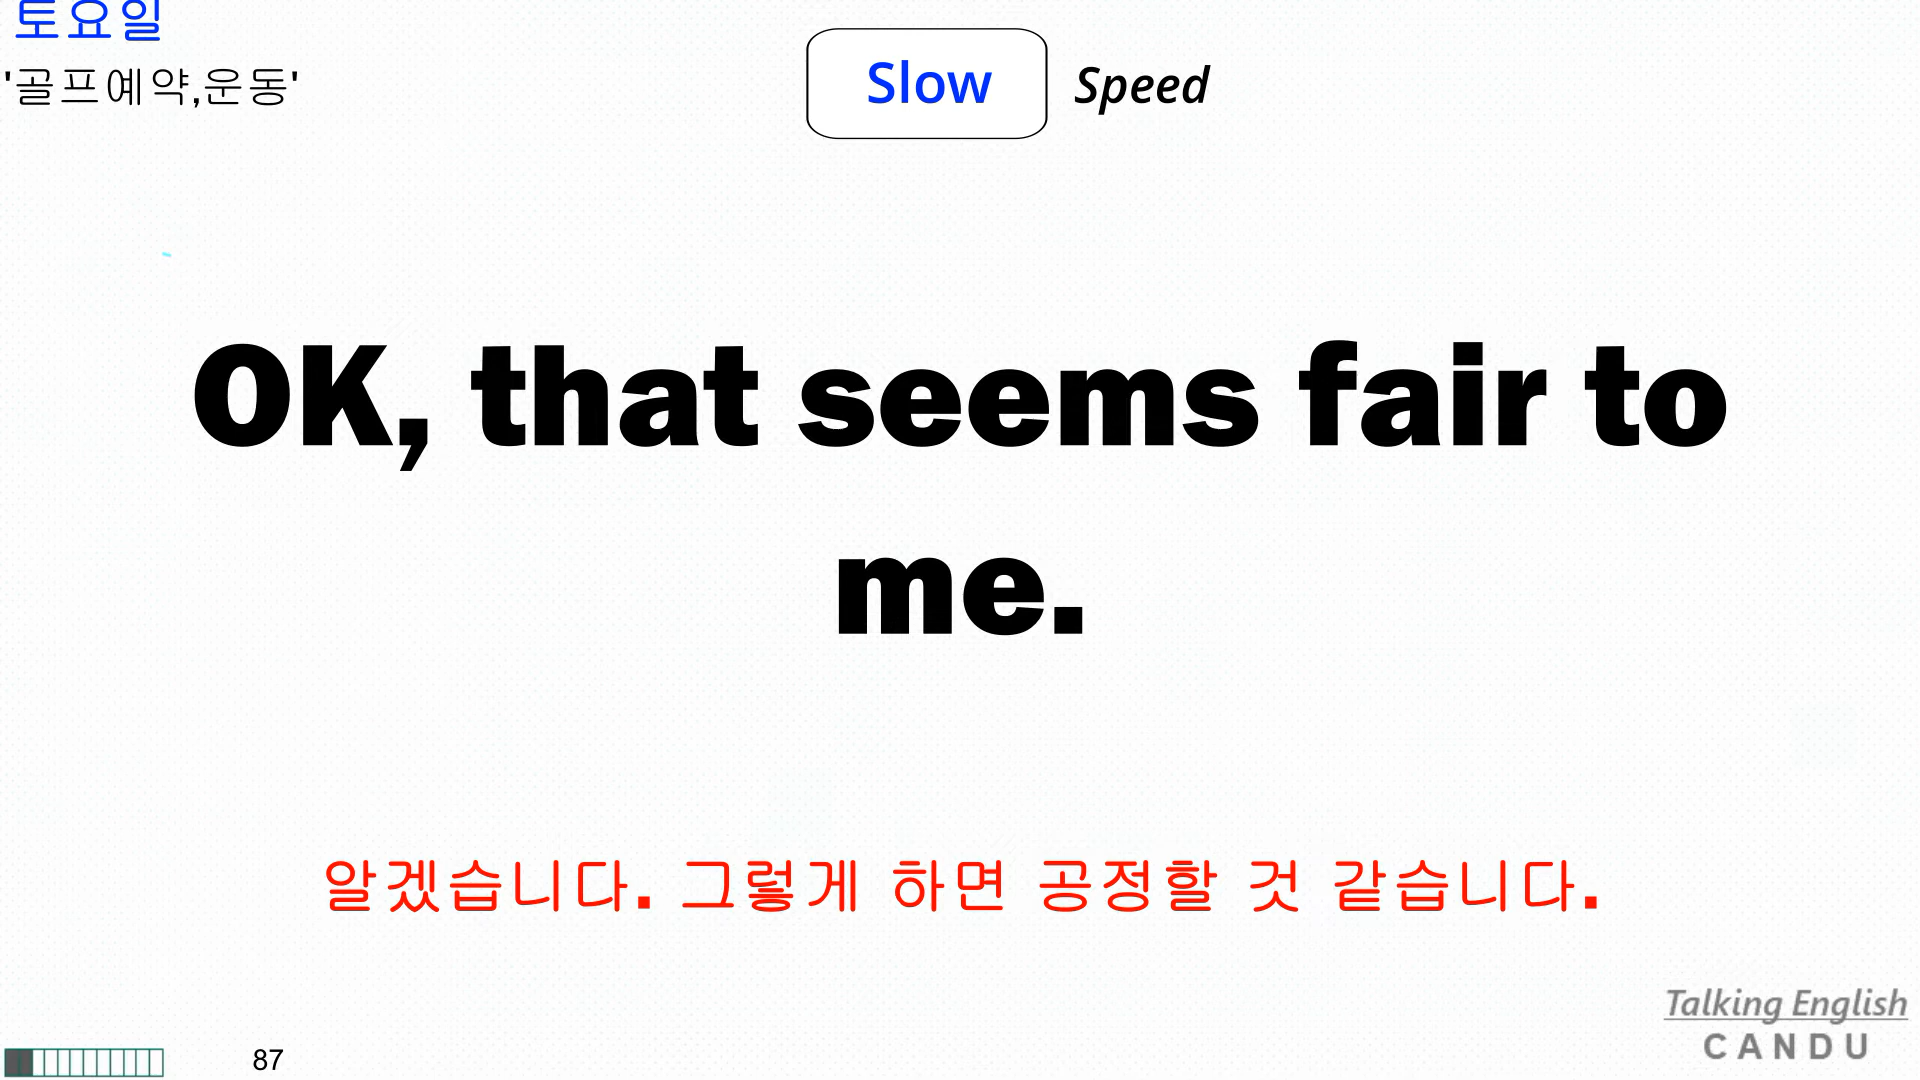 토요일
'골프예약,운동'
Slow Speed
OK, that seems fair to
me.
알겠습니다. 그렇게 하면 공정할 것 같습니다.
Talking English
CANDU
87